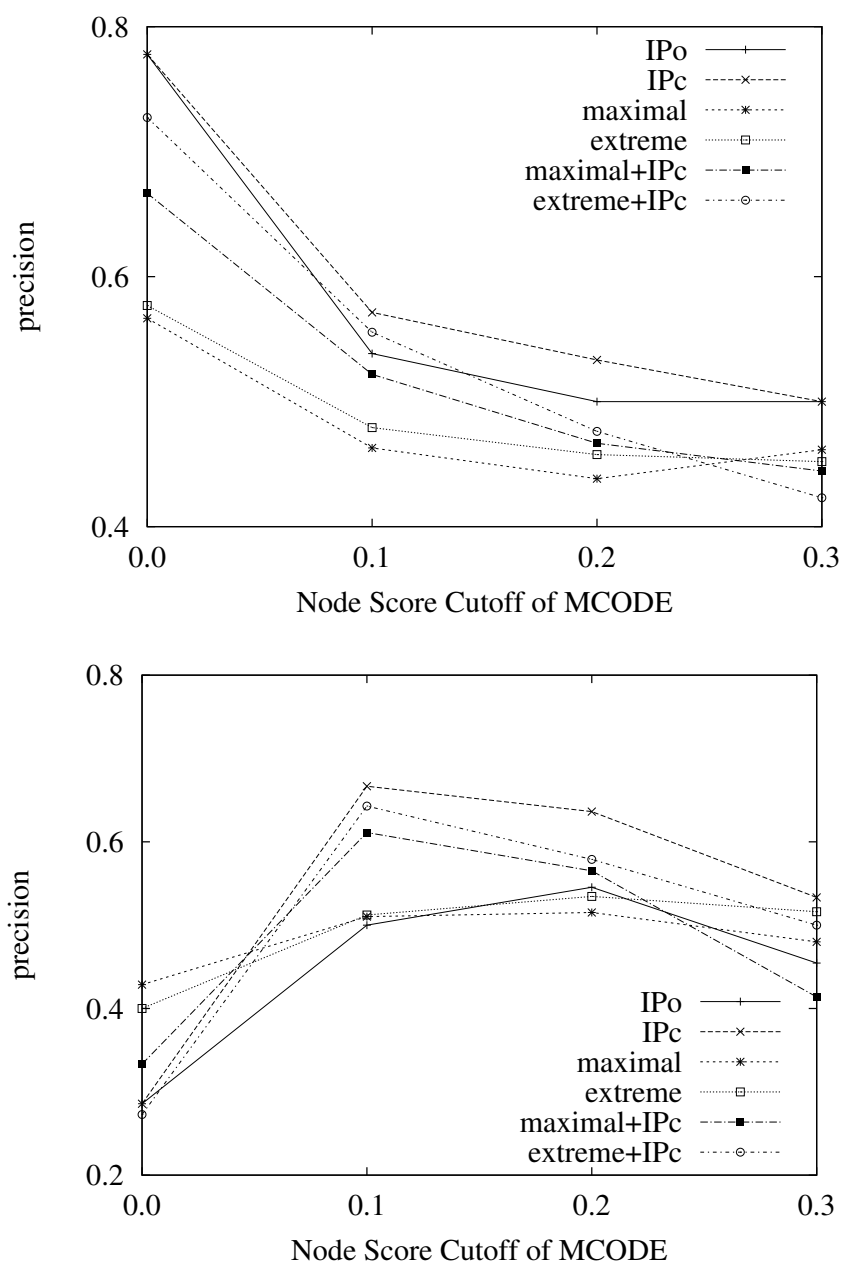 0.8
IPo
IPc
maximal
extreme
maximal+IPc
extreme+IPc
0.6
precision
0.4
0.0 0.1 0.2 0.3
Node Score Cutoff of MCODE
0.8
0.6
precision
0.4
IPo
IPc
maximal
extreme
maximal+IPc
extreme+IPc
0.2
0.0 0.1 0.2 0.3
Node Score Cutoff of MCODE